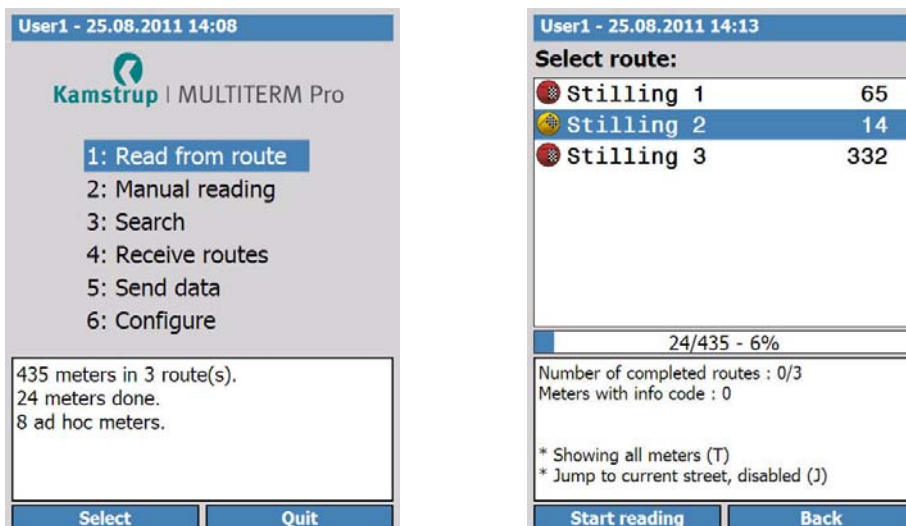 User1 - 25.08.2011 14:08
Kamstrup | MULTITERM Pro
1: Read from route
2: Manual reading
3: Search
4: Receive routes
5: Send data
6: Configure
435 meters in 3 route(s).
24 meters done.
8 ad hoc meters.
Select Quit
User1 - 25.08.2011 14:13
Select route:
Stilling 1 65
Stilling 2 14
Stilling 3 332
24/435 - 6%
Number of completed routes : 0/3
Meters with info code : 0
* Showing all meters (T)
* Jump to current street, disabled (J)
Start reading Back